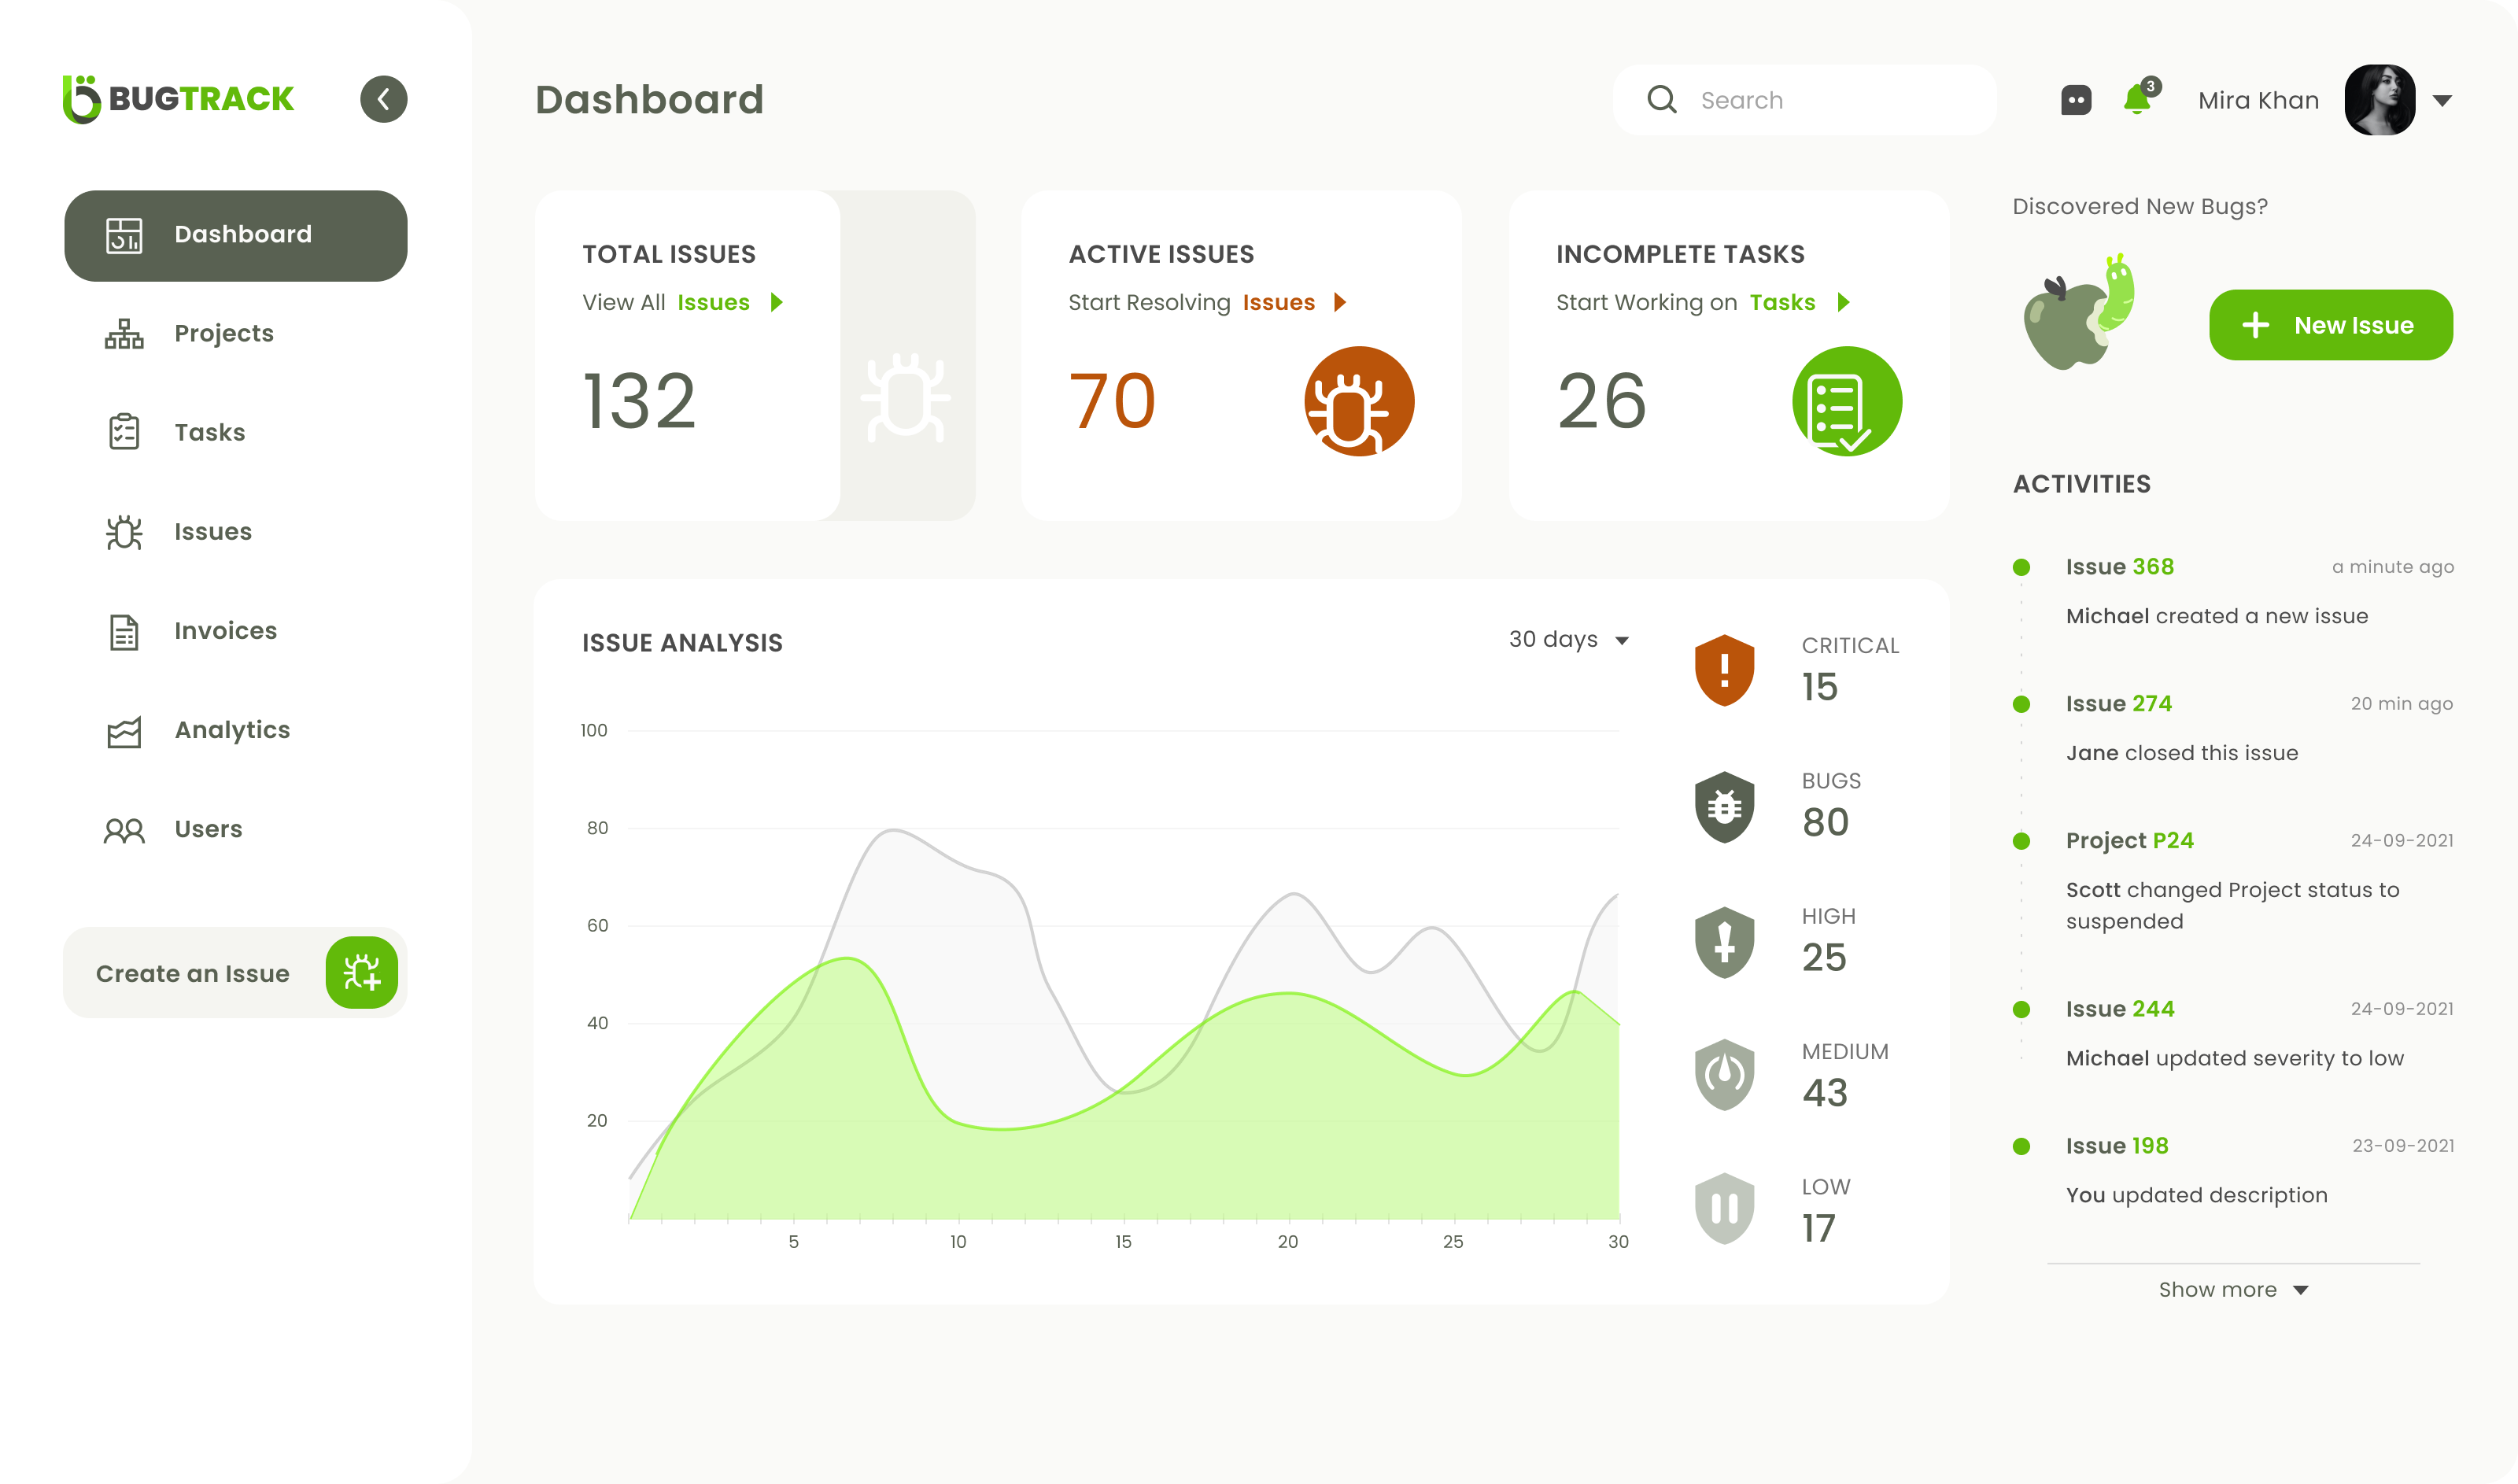 BUGTRACK
Dashboard
Projects
Tasks
Issues
Invoices
Analytics
Users
Create an Issue
Dashboard
Search
3
Mira Khan
TOTAL ISSUES
View All Issues
132
ACTIVE ISSUES
Start Resolving Issues
70
INCOMPLETE TASKS
Start Working on Tasks
26
ISSUE ANALYSIS
30 days
100
80
60
40
20
5 10 15 20 25 30
CRITICAL
15
BUGS
80
HIGH
25
MEDIUM
43
LOW
17
Discovered New Bugs?
New Issue
ACTIVITIES
Issue 368 a minute ago
Michael created a new issue
Issue 274 20 min ago
Jane closed this issue
Project P24 24-09-2021
Scott changed Project status to
suspended
Issue 244 24-09-2021
Michael updated severity to low
Issue 198 23-09-2021
You updated description
Show more